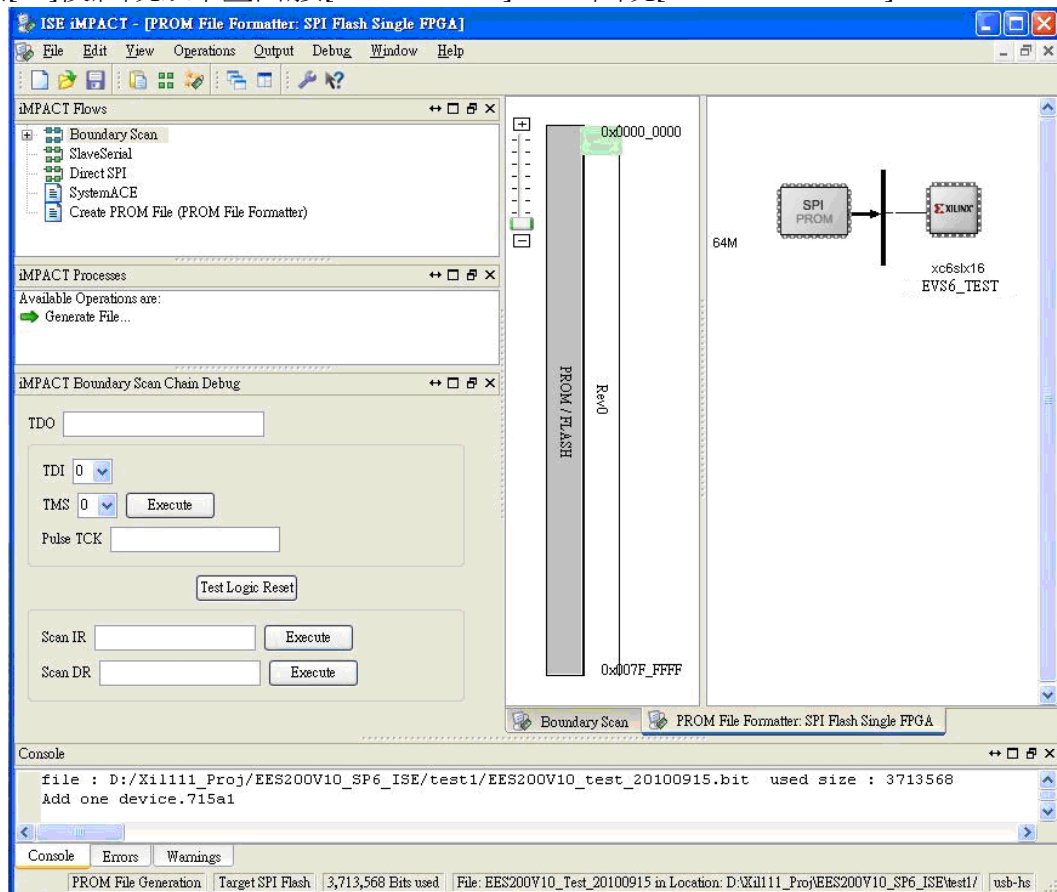 ISE iMPACT - [PROM File Formatter: SPI Flash Single FPGA]
File Edit View Operations Output Debug Window Help
iMPACT Flows
Boundary Scan
SlaveSerial
Direct SPI
SystemACE
Create PROM File (PROM File Formatter)
iMPACT Processes
Available Operations are:
Generate File...
iMPACT Boundary Scan Chain Debug
TDO
TDI 0
TMS 0 Execute
Pulse TCK
Test Logic Reset
Scan IR Execute
Scan DR Execute
0x0000_0000
PROM / FLASH
Rev0
0x007F_FFFF
64M
SPI
PROM
XILINX
xc6slx16
EVS6_TEST
Boundary Scan PROM File Formatter: SPI Flash Single FPGA
Console
file : D:/Xil111_Proj/EES200V10_SP6_ISE/test1/EES200V10_test_20100915.bit used size : 3713568
Add one device.715a1
Console Errors Warnings
PROM File Generation Target SPI Flash 3,713,568 Bits used File: EES200V10_Test_20100915 in Location: D:\Xil111_Proj\EES200V10_SP6_ISE\test1/ usb-hs